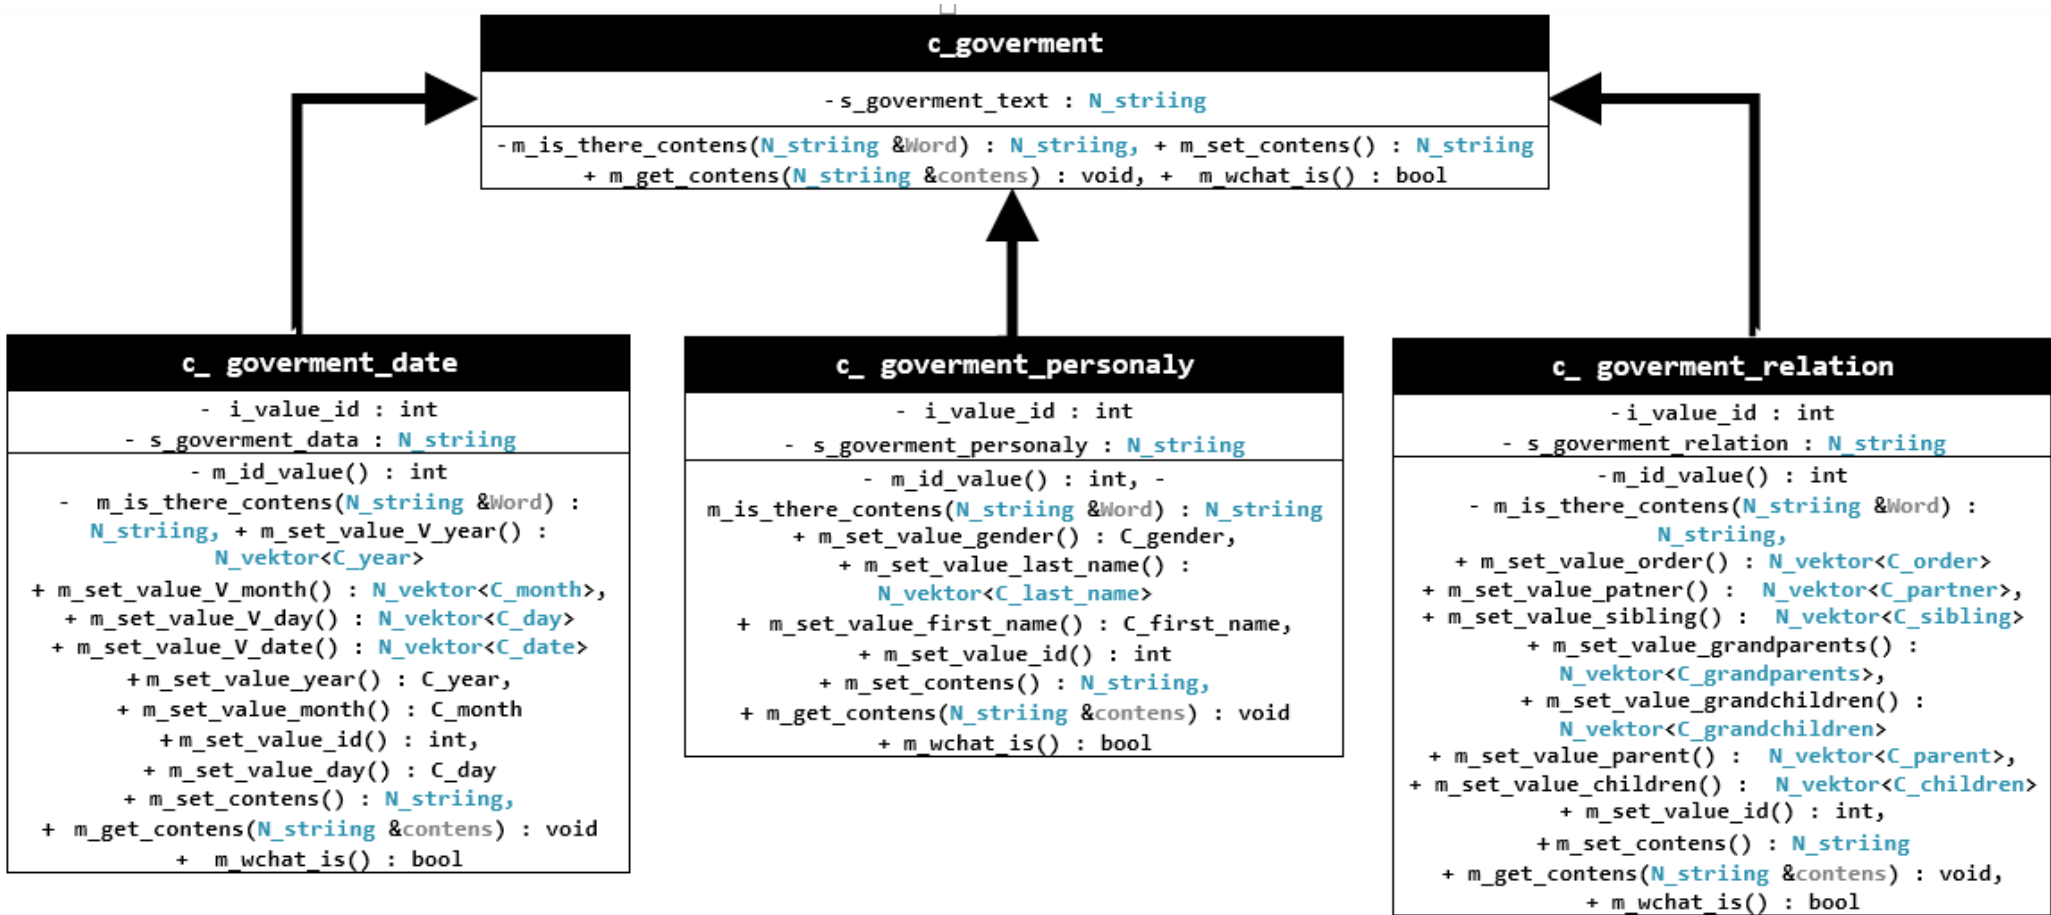 c_goverment
- s_goverment_text : N_striing
- m_is_there_contens(N_striing &Word) : N_striing, + m_set_contens() : N_striing
+ m_get_contens(N_striing &contens) : void, + m_wchat_is() : bool
c_ goverment_date
- i_value_id : int
- s_goverment_data : N_striing
- m_id_value() : int
- m_is_there_contens(N_striing &Word) :
N_striing, + m_set_value_V_year() :
N_vektor<C_year>
+ m_set_value_V_month() : N_vektor<C_month>,
+ m_set_value_V_day() : N_vektor<C_day>
+ m_set_value_V_date() : N_vektor<C_date>
+ m_set_value_year() : C_year,
+ m_set_value_month() : C_month
+ m_set_value_id() : int,
+ m_set_value_day() : C_day
+ m_set_contens() : N_striing,
+ m_get_contens(N_striing &contens) : void
+ m_wchat_is() : bool
c_ goverment_personaly
- i_value_id : int
- s_goverment_personaly : N_striing
- m_id_value() : int, -
m_is_there_contens(N_striing &Word) : N_striing
+ m_set_value_gender() : C_gender,
+ m_set_value_last_name() :
N_vektor<C_last_name>
+ m_set_value_first_name() : C_first_name,
+ m_set_value_id() : int
+ m_set_contens() : N_striing,
+ m_get_contens(N_striing &contens) : void
+ m_wchat_is() : bool
c_ goverment_relation
- i_value_id : int
- s_goverment_relation : N_striing
- m_id_value() : int
- m_is_there_contens(N_striing &Word) :
N_striing,
+ m_set_value_order() : N_vektor<C_order>
+ m_set_value_patner() : N_vektor<C_partner>,
+ m_set_value_sibling() : N_vektor<C_sibling>
+ m_set_value_grandparents() :
N_vektor<C_grandparents>,
+ m_set_value_grandchildren() :
N_vektor<C_grandchildren>
+ m_set_value_parent() : N_vektor<C_parent>,
+ m_set_value_children() : N_vektor<C_children>
+ m_set_value_id() : int,
+ m_set_contens() : N_striing
+ m_get_contens(N_striing &contens) : void,
+ m_wchat_is() : bool